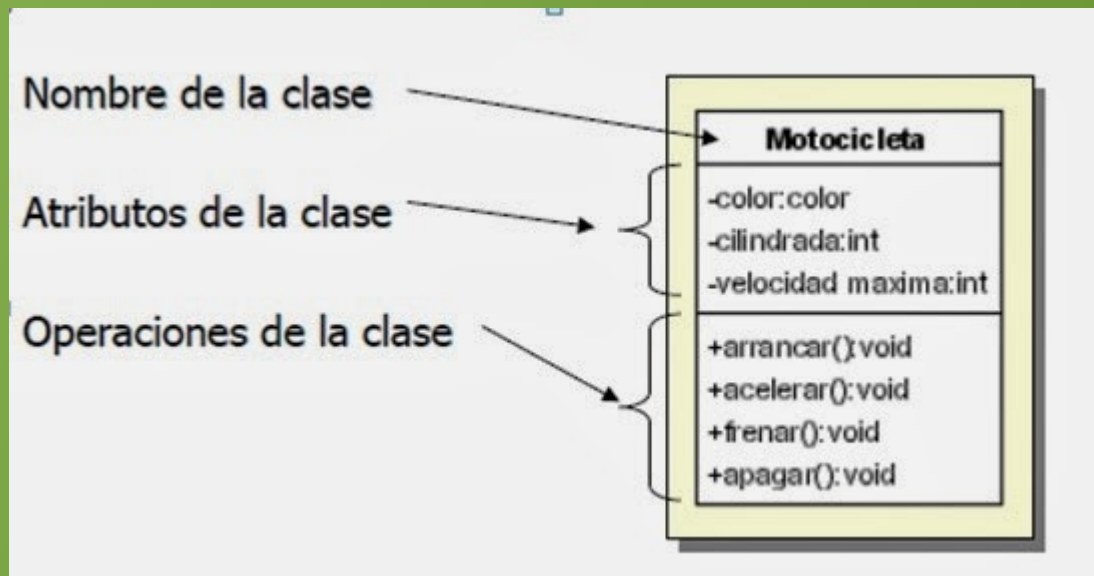 Nombre de la clase
Atributos de la clase
Operaciones de la clase
Motocicleta
-color:color
-cilindrada:int
-velocidad maxima:int
+arrancar():void
+acelerar():void
+frenar():void
+apagar():void